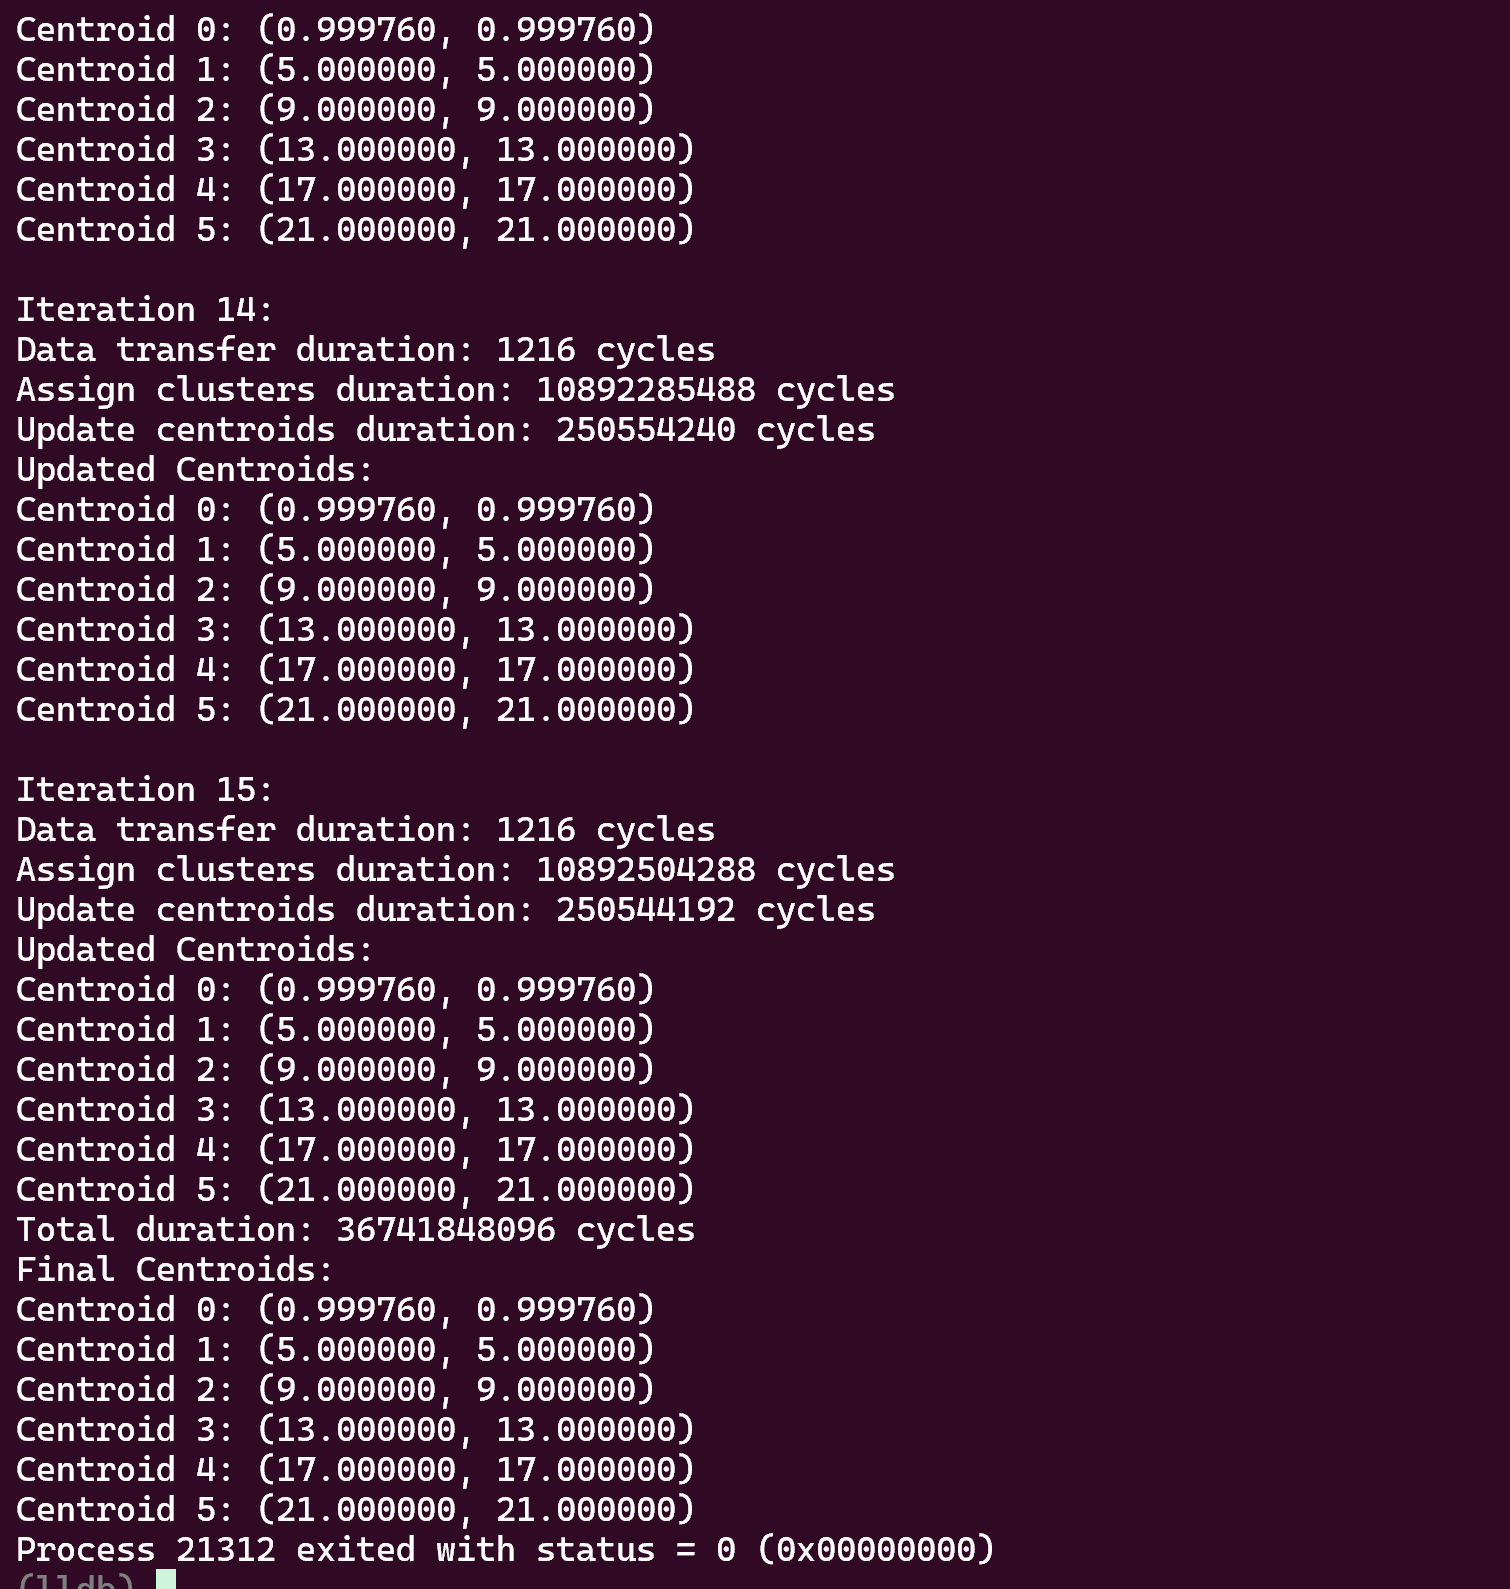 Centroid 0: (0.999760, 0.999760)
Centroid 1: (5.000000, 5.000000)
Centroid 2: (9.000000, 9.000000)
Centroid 3: (13.000000, 13.000000)
Centroid 4: (17.000000, 17.000000)
Centroid 5: (21.000000, 21.000000)
Iteration 14:
Data transfer duration: 1216 cycles
Assign clusters duration: 10892285488 cycles
Update centroids duration: 250554240 cycles
Updated Centroids:
Centroid 0: (0.999760, 0.999760)
Centroid 1: (5.000000, 5.000000)
Centroid 2: (9.000000, 9.000000)
Centroid 3: (13.000000, 13.000000)
Centroid 4: (17.000000, 17.000000)
Centroid 5: (21.000000, 21.000000)
Iteration 15:
Data transfer duration: 1216 cycles
Assign clusters duration: 10892504288 cycles
Update centroids duration: 250544192 cycles
Updated Centroids:
Centroid 0: (0.999760, 0.999760)
Centroid 1: (5.000000, 5.000000)
Centroid 2: (9.000000, 9.000000)
Centroid 3: (13.000000, 13.000000)
Centroid 4: (17.000000, 17.000000)
Centroid 5: (21.000000, 21.000000)
Total duration: 36741848096 cycles
Final Centroids:
Centroid 0: (0.999760, 0.999760)
Centroid 1: (5.000000, 5.000000)
Centroid 2: (9.000000, 9.000000)
Centroid 3: (13.000000, 13.000000)
Centroid 4: (17.000000, 17.000000)
Centroid 5: (21.000000, 21.000000)
Process 21312 exited with status = 0 (0x00000000)
(lldb)